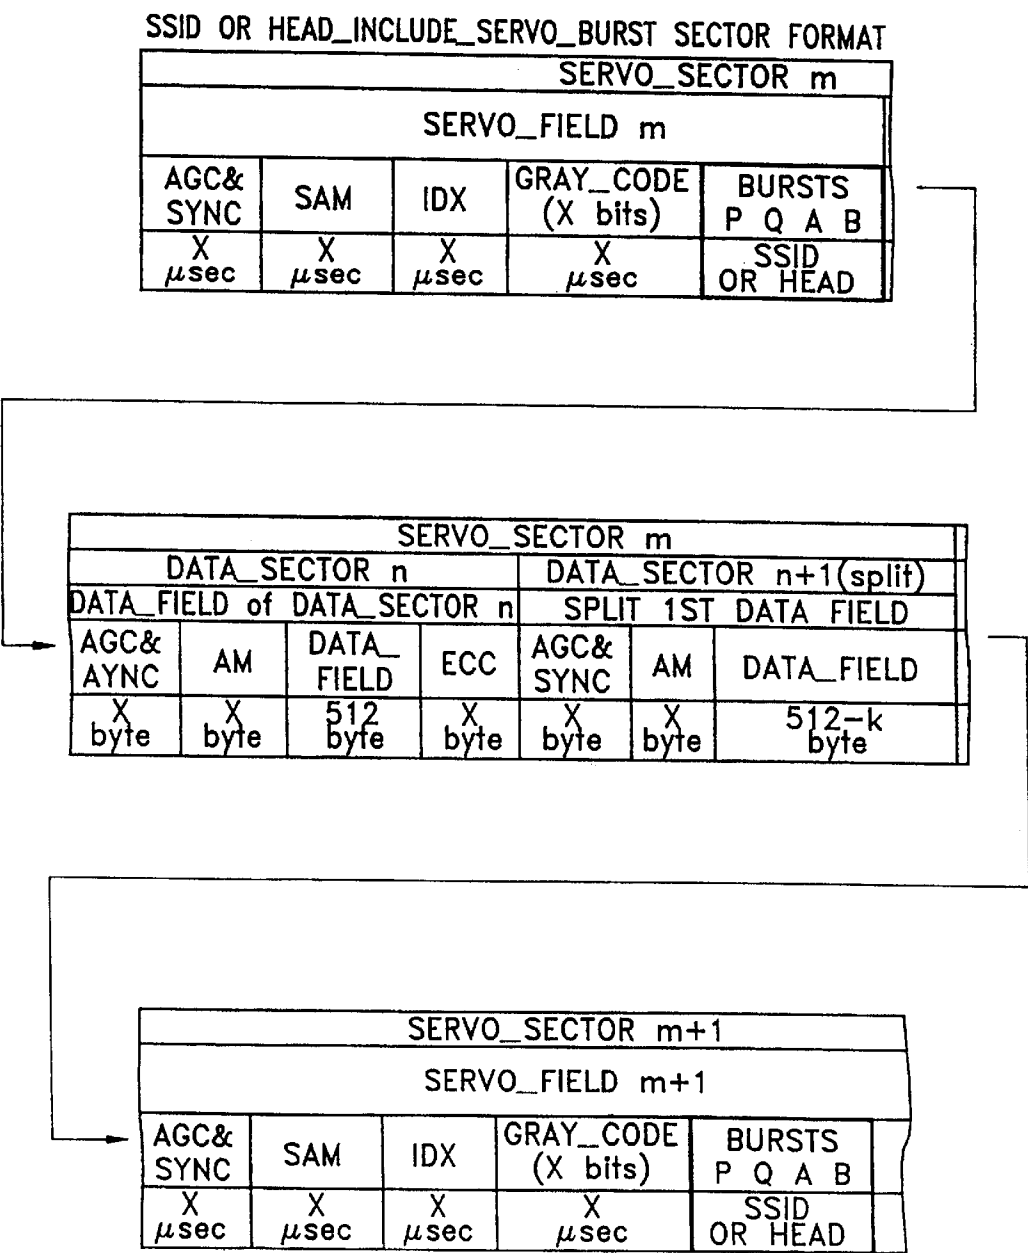 SSID OR HEAD_INCLUDE_SERVO_BURST SECTOR FORMAT
SERVO_SECTOR m
SERVO_FIELD m
AGC& SYNC SAM IDX GRAY_CODE (X bits) BURSTS P Q A B
X μsec X μsec X μsec X μsec SSID OR HEAD
SERVO_SECTOR m
DATA_SECTOR n DATA_SECTOR n+1(split)
DATA_FIELD of DATA_SECTOR n SPLIT 1ST DATA FIELD
AGC& AYNC AM DATA_ FIELD ECC AGC& SYNC AM DATA_FIELD
X byte X byte 512 byte X byte X byte X byte 512-k byte
SERVO_SECTOR m+1
SERVO_FIELD m+1
AGC& SYNC SAM IDX GRAY_CODE (X bits) BURSTS P Q A B
X μsec X μsec X μsec X μsec SSID OR HEAD